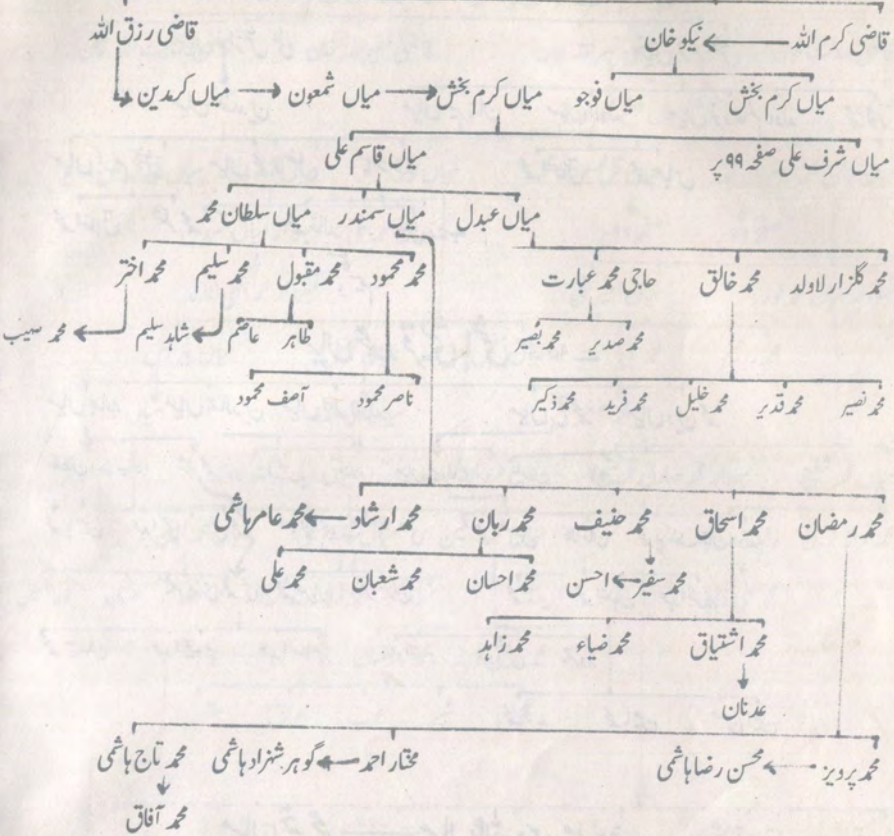 قاضی کرم اللہ ← نیکو خان قاضی رزق اللہ
میاں کرم بخش میاں فوجو میاں کرم بخش ← میاں شمعون ← میاں کرمدین
میاں شرف علی صفحہ ۹۹ پر میاں قاسم علی
میاں عبدل میاں سمندر میاں سلطان محمد
محمد گلزار لاولد محمد خالق حاجی محمد عبارت محمد محمود محمد مقبول محمد سلیم محمد اختر
محمد صدیر محمد بصیر طاہر عاصم شاہد سلیم محمد صہیب
محمد نصیر محمد قدیر محمد خلیل محمد فرید محمد ذکیر ناصر محمود آصف محمود
محمد رمضان محمد اسحاق محمد حنیف محمد ربان محمد ارشاد ← محمد عامر ہاشمی
محمد سفیر ← احسن محمد احسان محمد شعبان محمد علی
محمد اشتیاق محمد ضیاء محمد زاہد
عدنان
محمد پرویز ← محسن رضا ہاشمی مختار احمد ← گوہر شہزاد ہاشمی محمد تاج ہاشمی
محمد آفاق